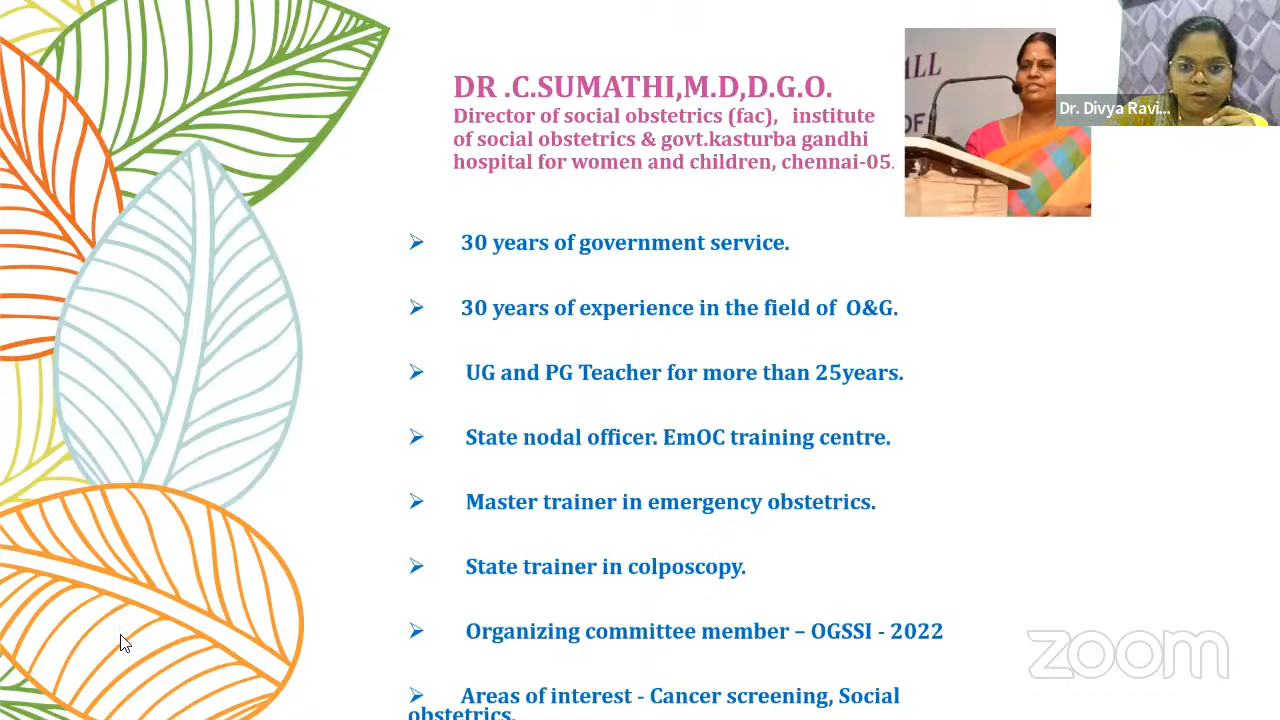 DR .C.SUMATHI,M.D,D.G.O.
Director of social obstetrics (fac),   institute
of social obstetrics & govt.kasturba gandhi
hospital for women and children, chennai-05.
Dr. Divya Ravi...
OF
➢ 30 years of government service.
➢ 30 years of experience in the field of  O&G.
➢ UG and PG Teacher for more than 25years.
➢ State nodal officer. EmOC training centre.
➢ Master trainer in emergency obstetrics.
➢ State trainer in colposcopy.
➢ Organizing committee member – OGSSI - 2022
➢ Areas of interest - Cancer screening, Social
obstetrics.
zoom